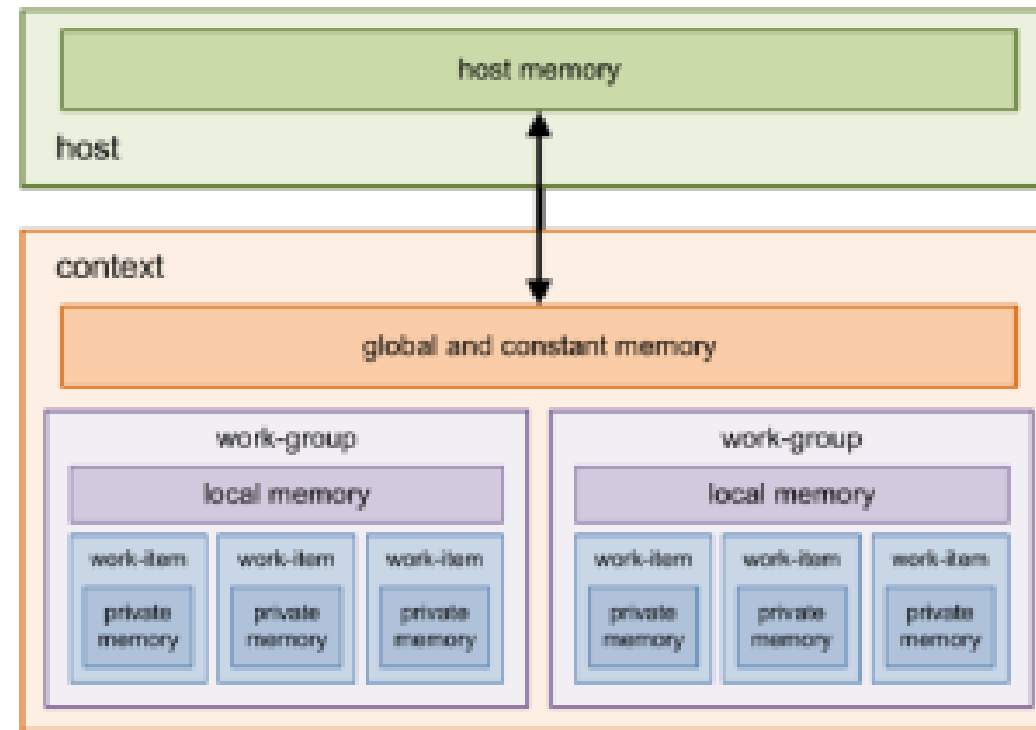 host memory
host
context
global and constant memory
work-group
local memory
work-item
private
memory
work-item
private
memory
work-item
private
memory
work-group
local memory
work-item
private
memory
work-item
private
memory
work-item
private
memory